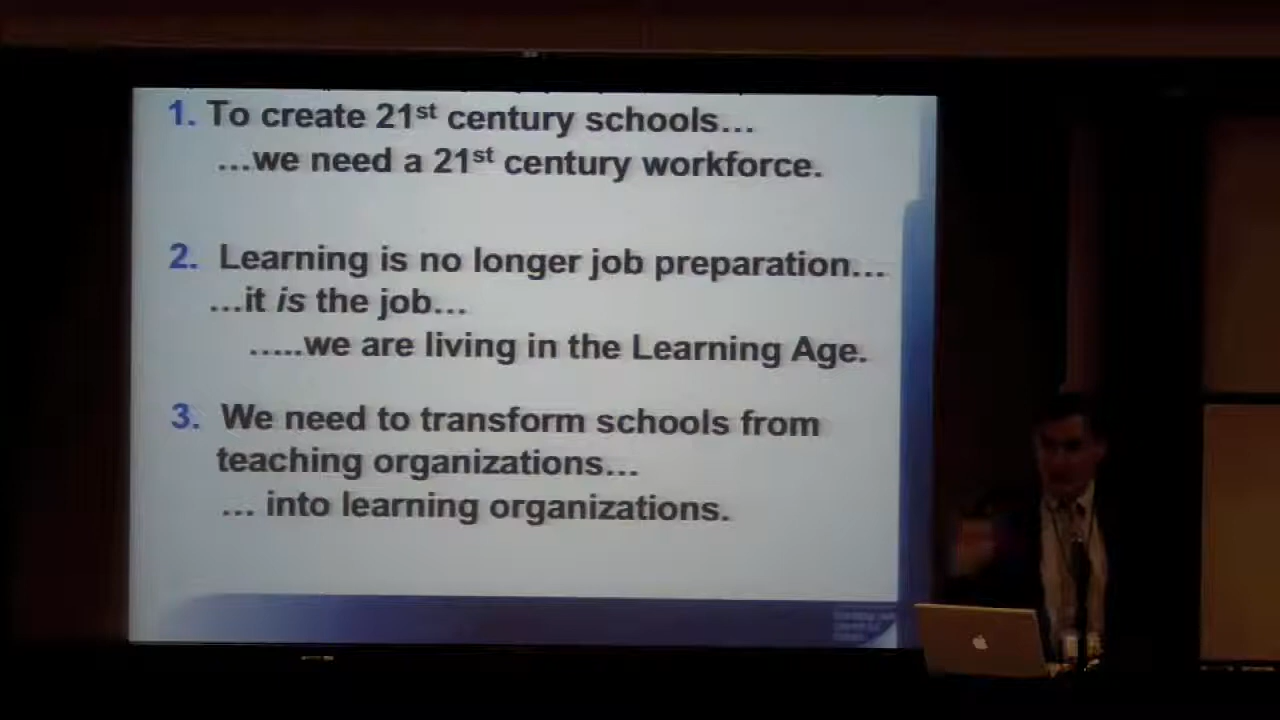 1. To create 21st century schools…
…we need a 21st century workforce.
2. Learning is no longer job preparation…
…it is the job…
…..we are living in the Learning Age.
3. We need to transform schools from
teaching organizations…
… into learning organizations.